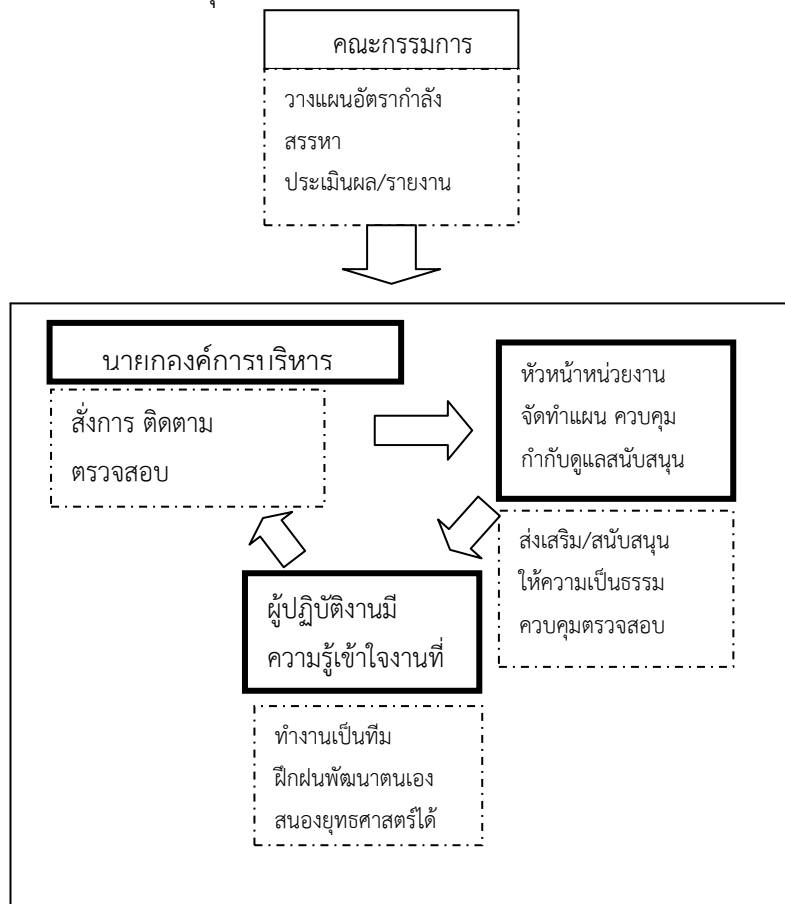 คณะกรรมการ
วางแผนอัตรากำลัง
สรรหา
ประเมินผล/รายงาน
นายกองค์การบริหาร
สั่งการ ติดตาม
ตรวจสอบ
หัวหน้าหน่วยงาน
จัดทำแผน ควบคุม
กำกับดูแลสนับสนุน
ส่งเสริม/สนับสนุน
ให้ความเป็นธรรม
ควบคุมตรวจสอบ
ผู้ปฏิบัติงานมี
ความรู้เข้าใจงานที่
ทำงานเป็นทีม
ฝึกฝนพัฒนาตนเอง
สนองยุทธศาสตร์ได้